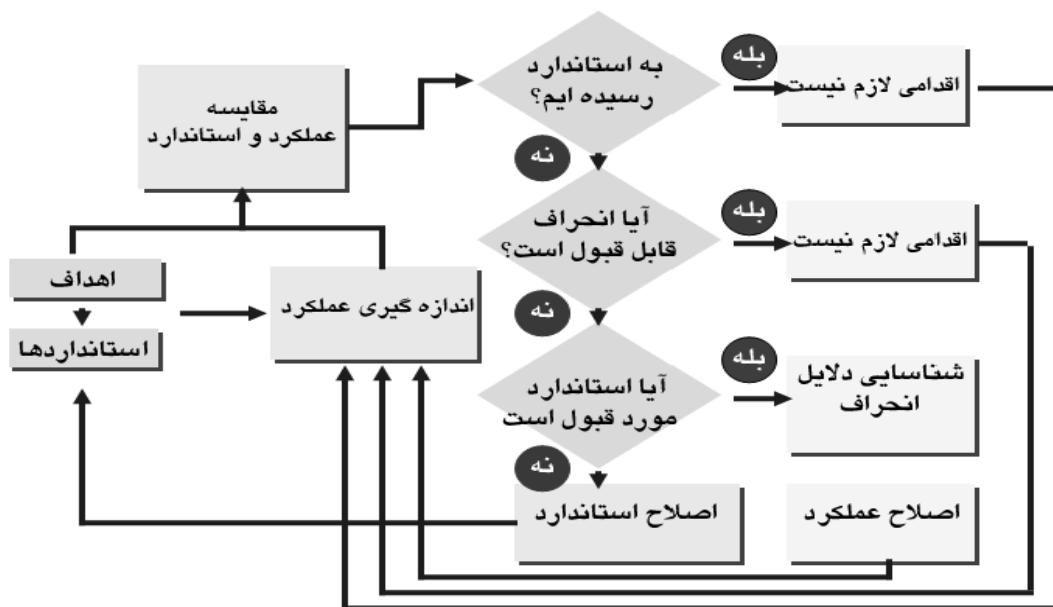 به استاندارد
رسیده ایم؟
بله
اقدامی لازم نیست
مقایسه
عملکرد و استاندارد
نه
آیا انحراف
قابل قبول است؟
بله
اقدامی لازم نیست
اهداف
استانداردها
اندازه گیری عملکرد
نه
آیا استاندارد
مورد قبول است
بله
شناسایی دلایل
انحراف
نه
اصلاح استاندارد
اصلاح عملکرد